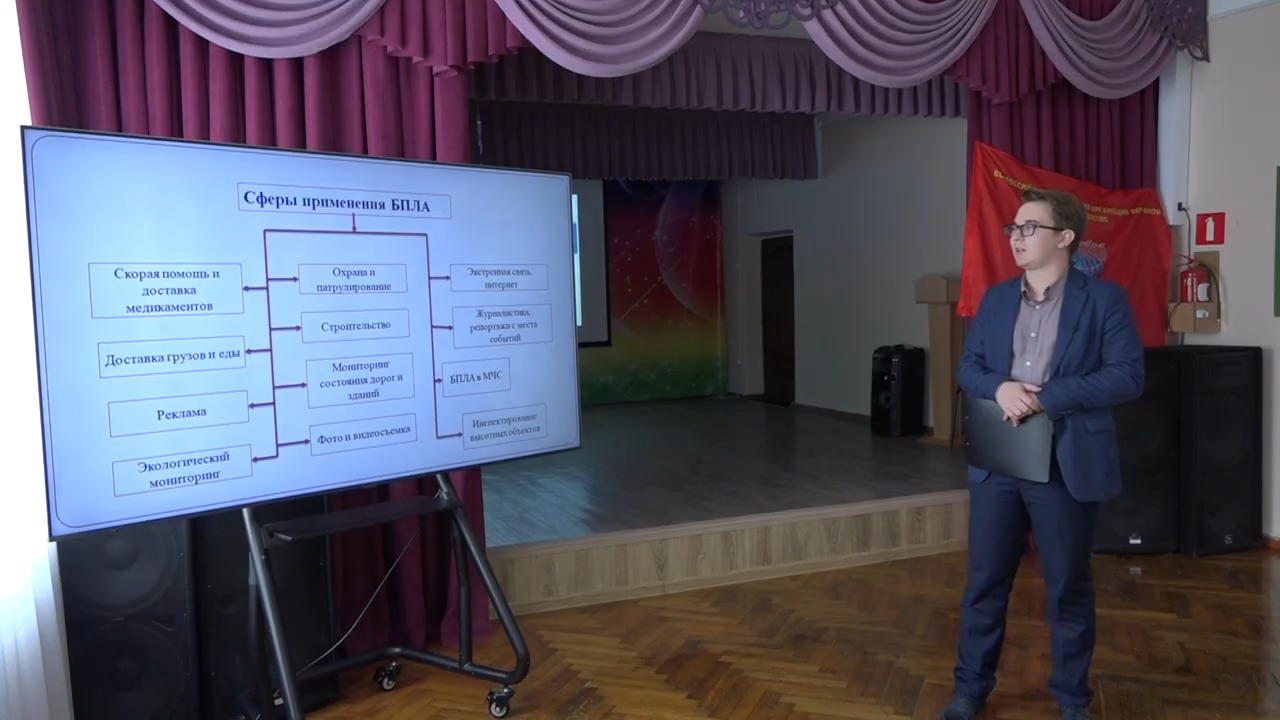 Сферы применения БПЛА
Скорая помощь и
доставка
медикаментов
Доставка грузов и еды
Реклама
Экологический
мониторинг
Охрана и
патрулирование
Строительство
Мониторинг
состояния дорог и
зданий
Фото и видеосъемка
Экстренная связь,
интернет
Журналистика,
репортажи с места
событий
БПЛА в МЧС
Инспектирование
высотных объектов